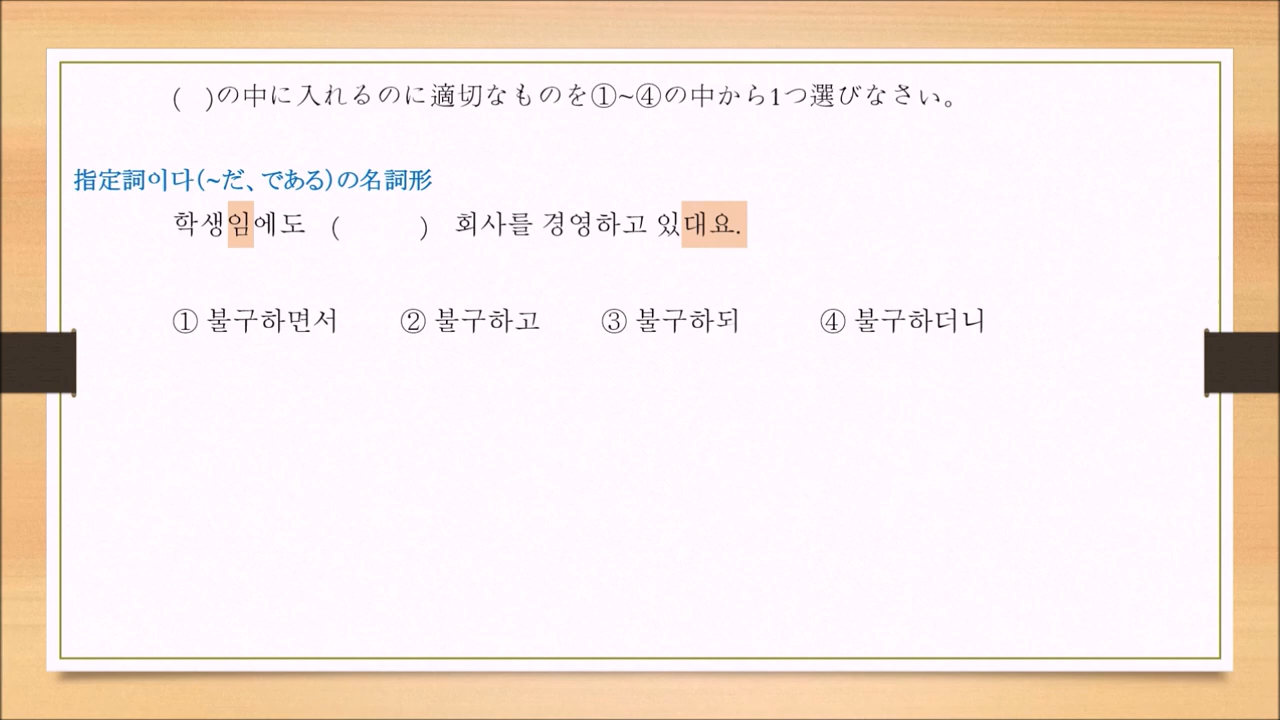 (　)の中に入れるのに適切なものを①~④の中から1つ選びなさい。
指定詞이다(~だ、である)の名詞形
학생임에도 (　　　) 회사를 경영하고 있대요.
① 불구하면서 ② 불구하고 ③ 불구하되 ④ 불구하더니